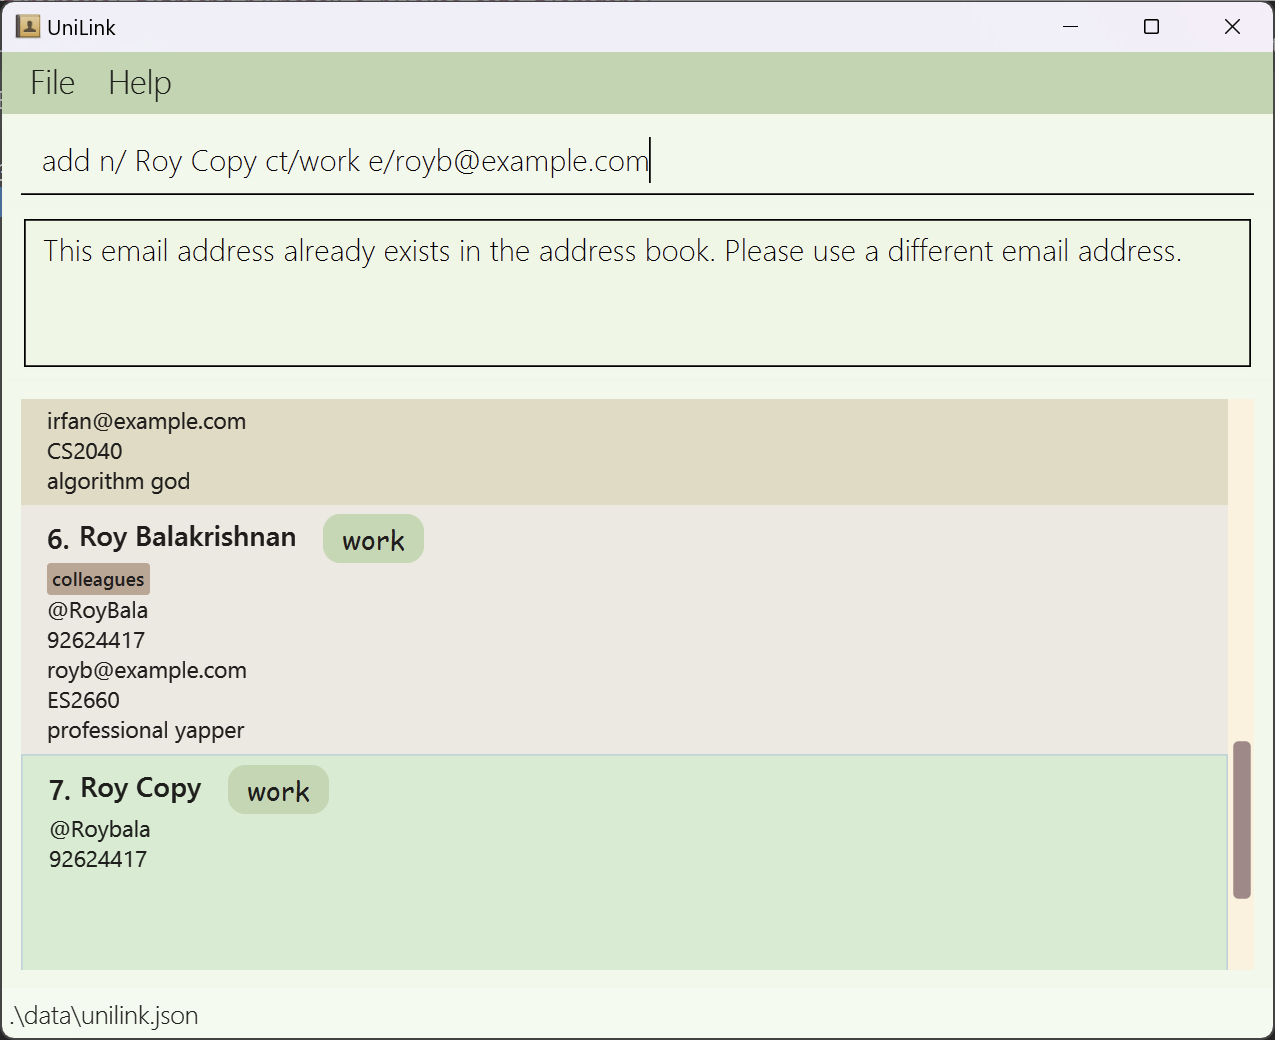 UniLink
File Help
add n/ Roy Copy ct/work e/royb@example.com
This email address already exists in the address book. Please use a different email address.
irfan@example.com
CS2040
algorithm god
6. Roy Balakrishnan work
colleagues
@RoyBala
92624417
royb@example.com
ES2660
professional yapper
7. Roy Copy work
@Roybala
92624417
.\data\unilink.json